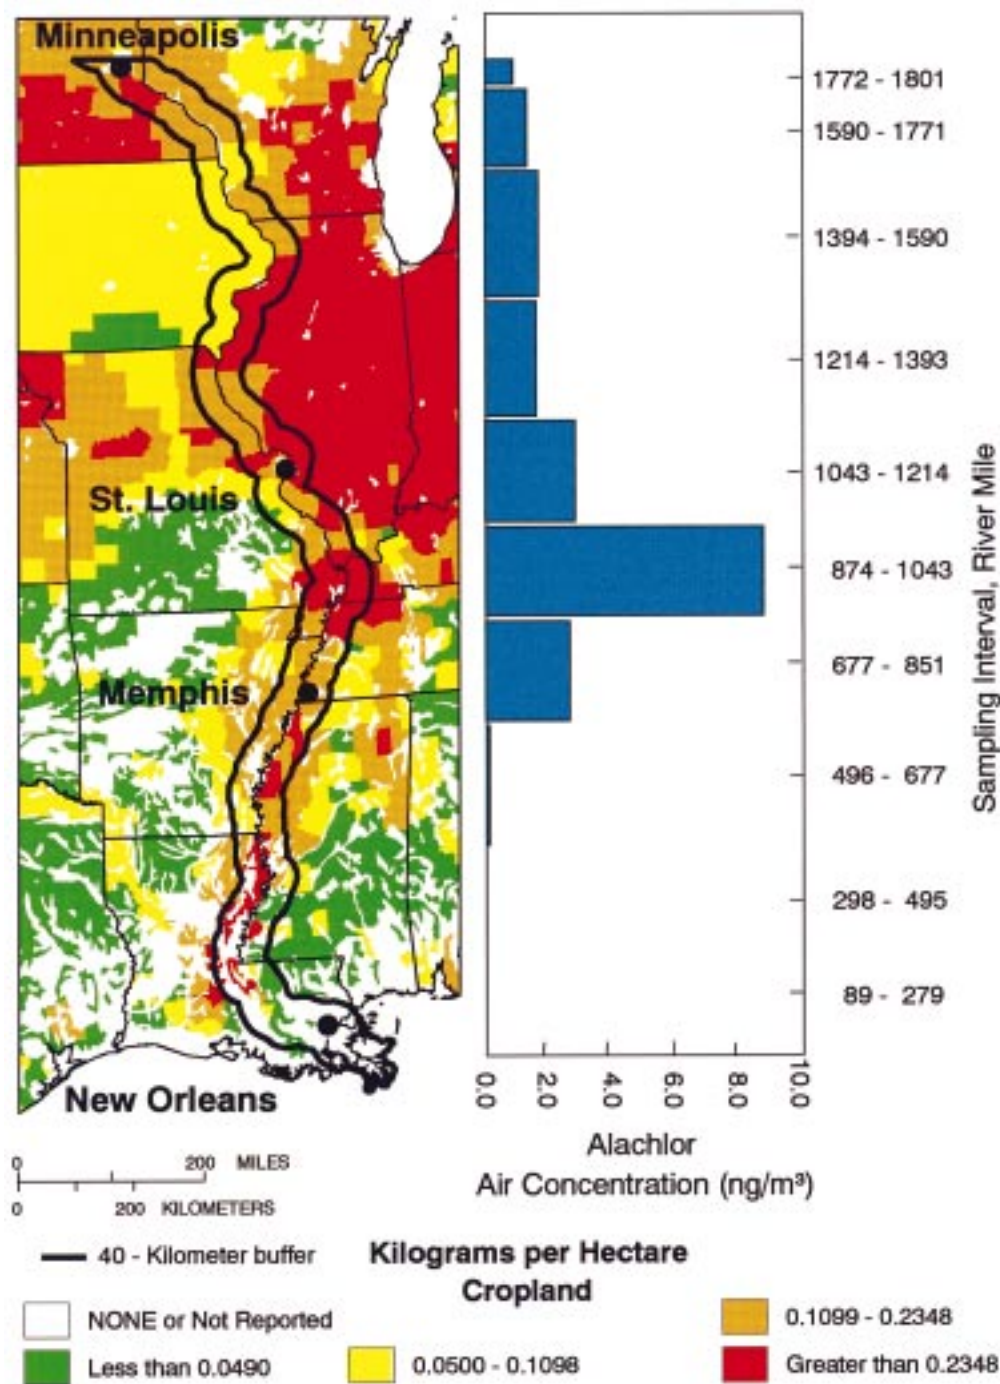 Minneapolis
St. Louis
Memphis
New Orleans
0 200 MILES
0 200 KILOMETERS
1772 - 1801
1590 - 1771
1394 - 1590
1214 - 1393
1043 - 1214
874 - 1043
677 - 851
496 - 677
298 - 495
89 - 279
Sampling Interval, River Mile
0.0 2.0 4.0 6.0 8.0 10.0
Alachlor
Air Concentration (ng/m³)
40 - Kilometer buffer
Kilograms per Hectare
Cropland
NONE or Not Reported
Less than 0.0490
0.0500 - 0.1098
0.1099 - 0.2348
Greater than 0.2348